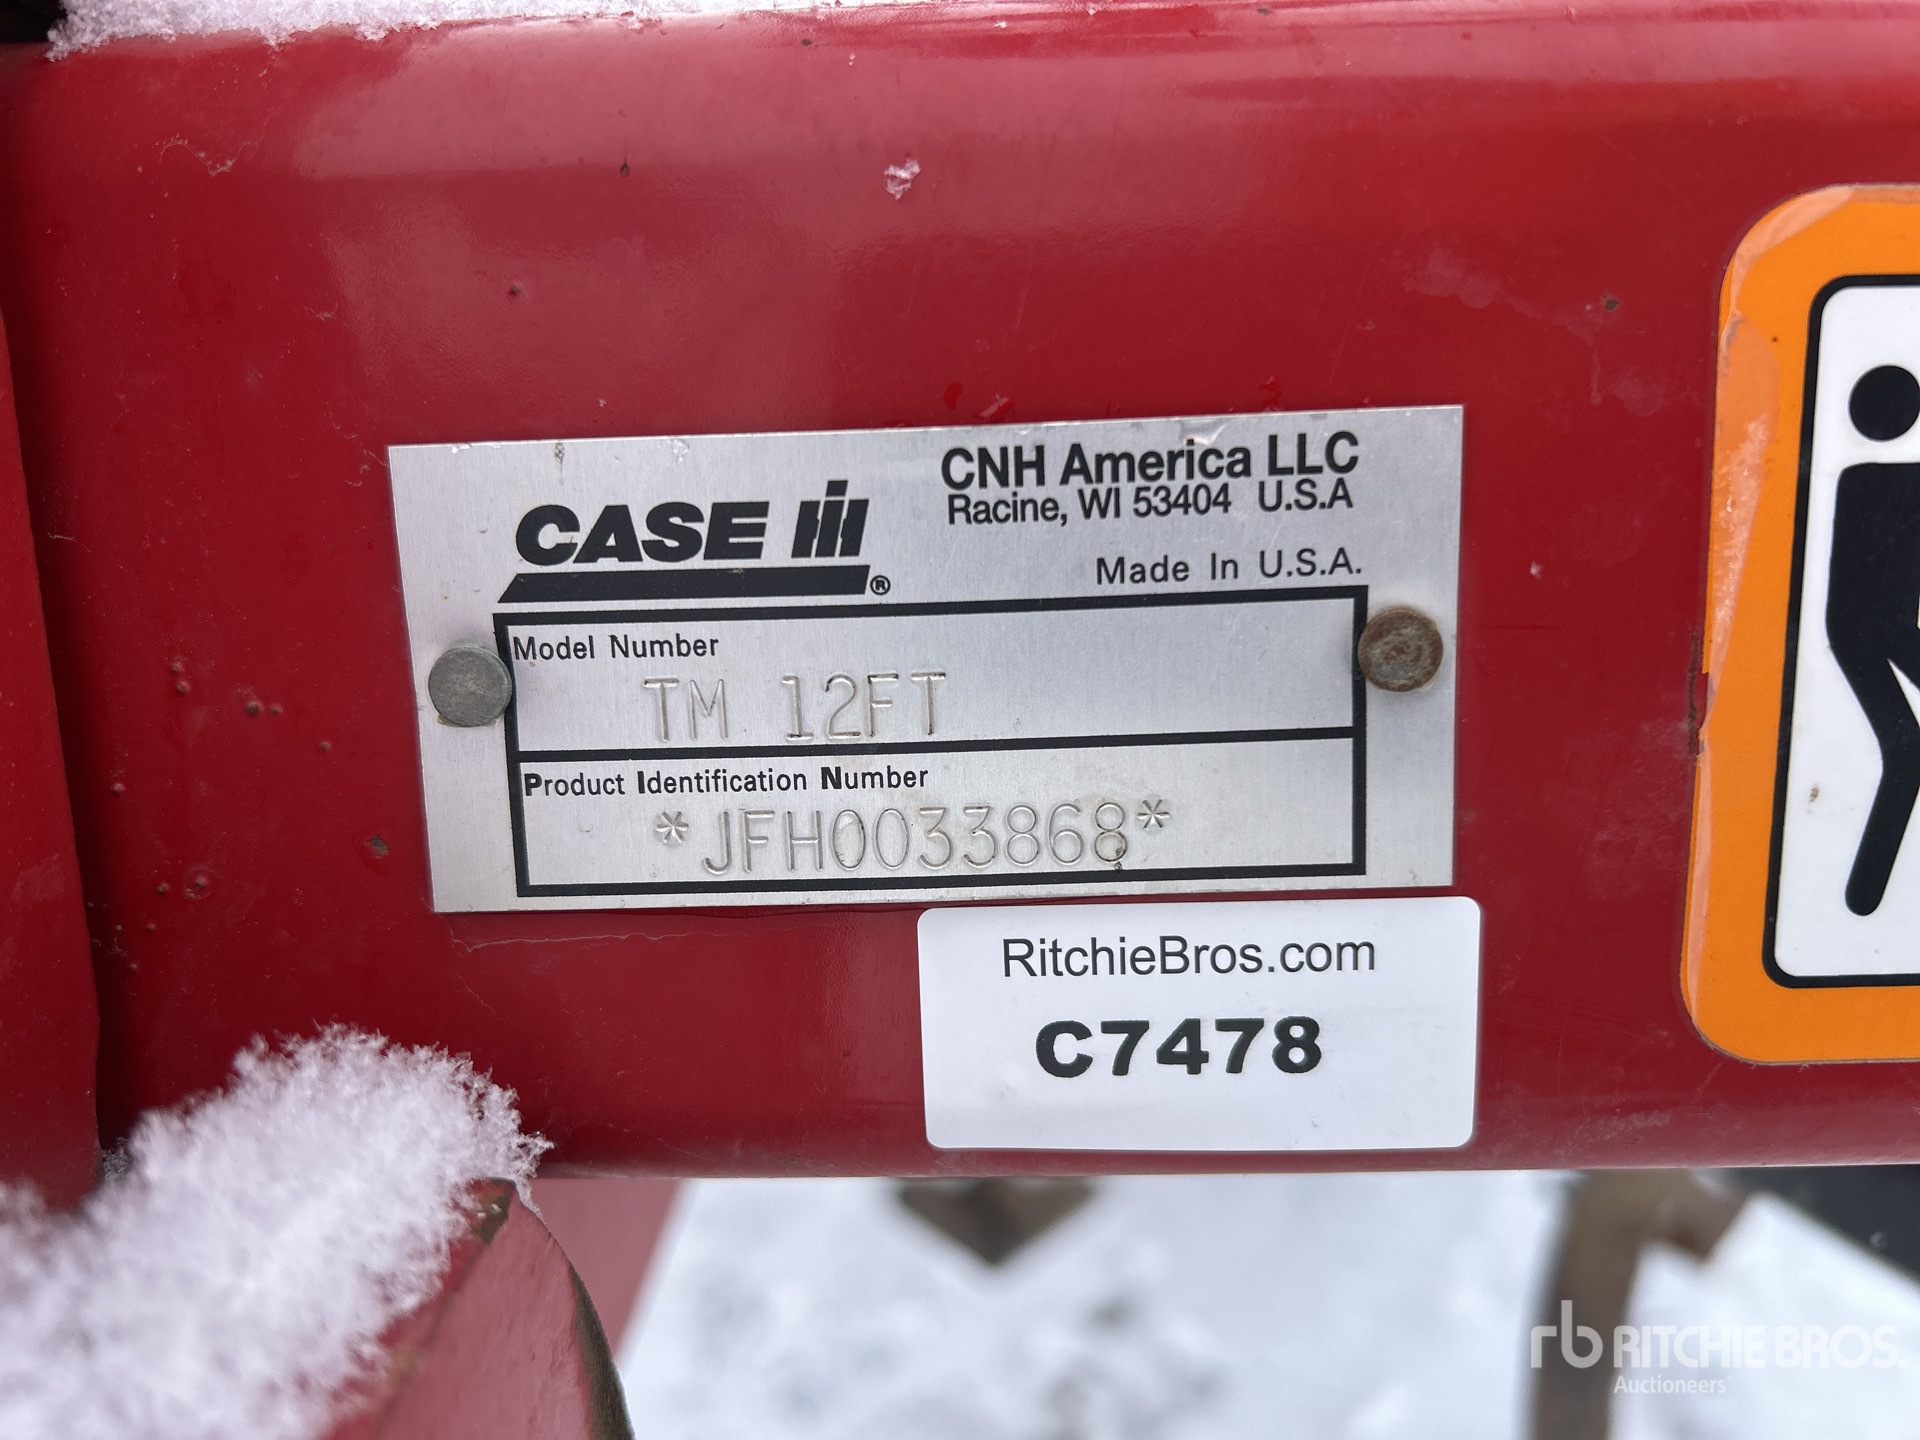 CASE IH ®
CNH America LLC
Racine, WI 53404 U.S.A
Made In U.S.A.
Model Number
TM 12FT
Product Identification Number
*JFH0033868*
RitchieBros.com
C7478
rb RITCHIE BROS.
Auctioneers